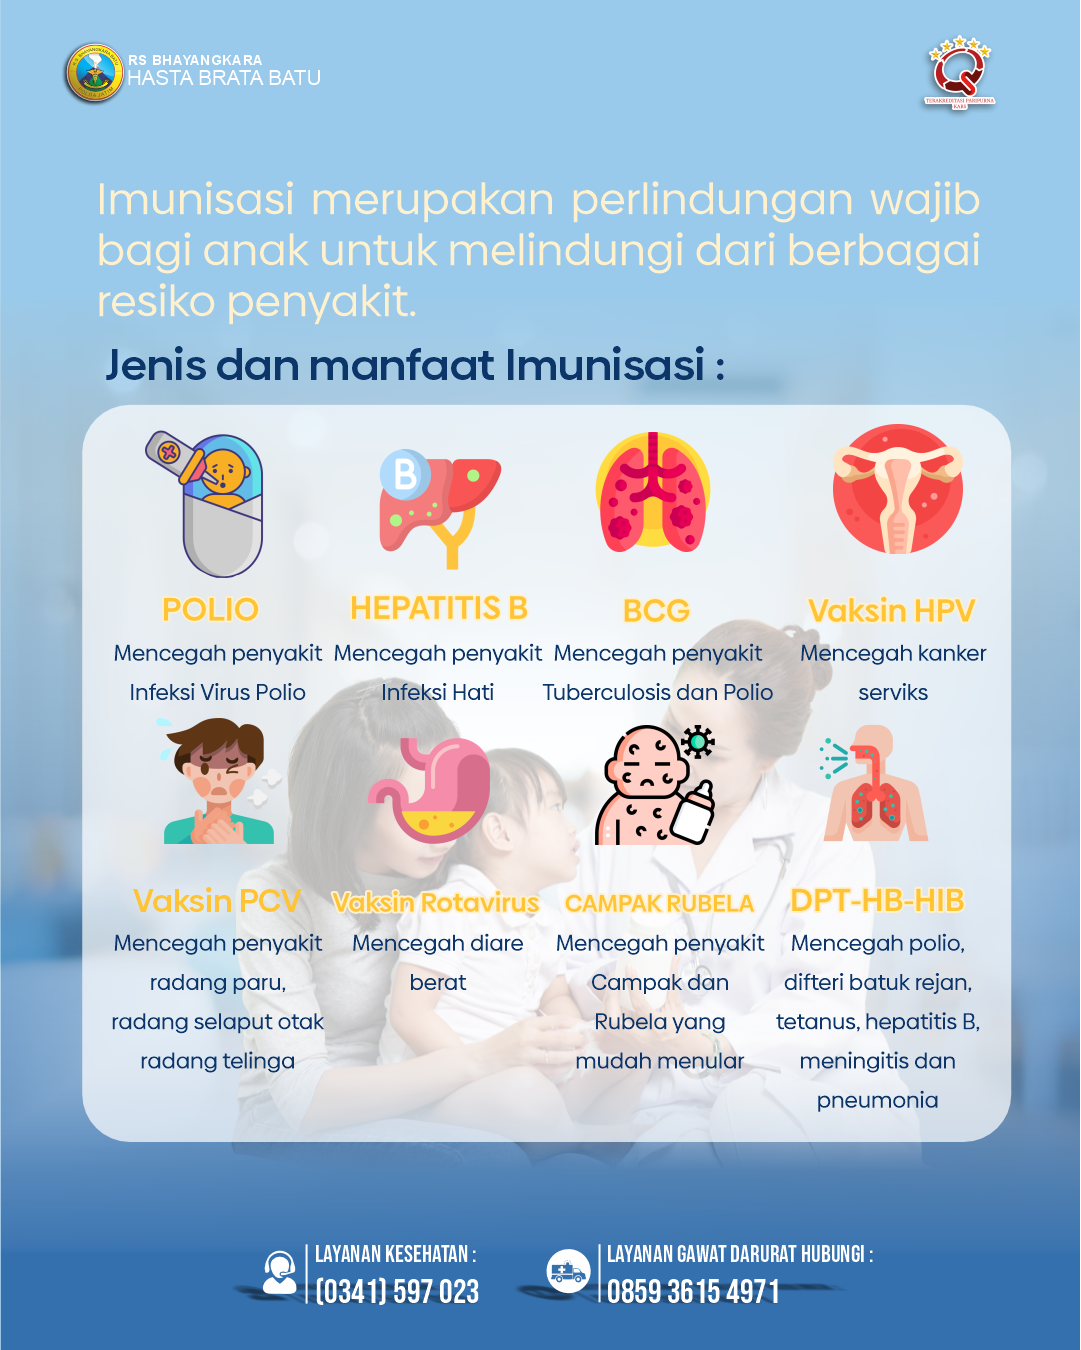 RS BHAYANGKARA
HASTA BRATA BATU
TERAKREDITASI PARIPURNA
KARS
Imunisasi merupakan perlindungan wajib
bagi anak untuk melindungi dari berbagai
resiko penyakit.
Jenis dan manfaat Imunisasi :
B
POLIO
Mencegah penyakit
Infeksi Virus Polio
HEPATITIS B
Mencegah penyakit
Infeksi Hati
BCG
Mencegah penyakit
Tuberculosis dan Polio
Vaksin HPV
Mencegah kanker
serviks
Vaksin PCV
Mencegah penyakit
radang paru,
radang selaput otak
radang telinga
Vaksin Rotavirus
Mencegah diare
berat
CAMPAK RUBELA
Mencegah penyakit
Campak dan
Rubela yang
mudah menular
DPT-HB-HIB
Mencegah polio,
difteri batuk rejan,
tetanus, hepatitis B,
meningitis dan
pneumonia
LAYANAN KESEHATAN :
(0341) 597 023
LAYANAN GAWAT DARURAT HUBUNGI :
0859 3615 4971